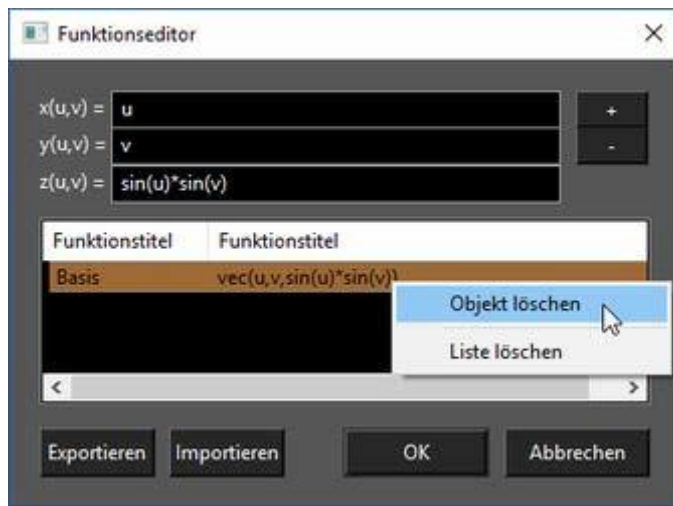 Funktionseditor
x(u,v) = u
+
y(u,v) = v
-
z(u,v) = sin(u)*sin(v)
Funktionstitel Funktionstitel
Basis vec(u,v,sin(u)*sin(v))
Objekt löschen
Liste löschen
Exportieren Importieren OK Abbrechen